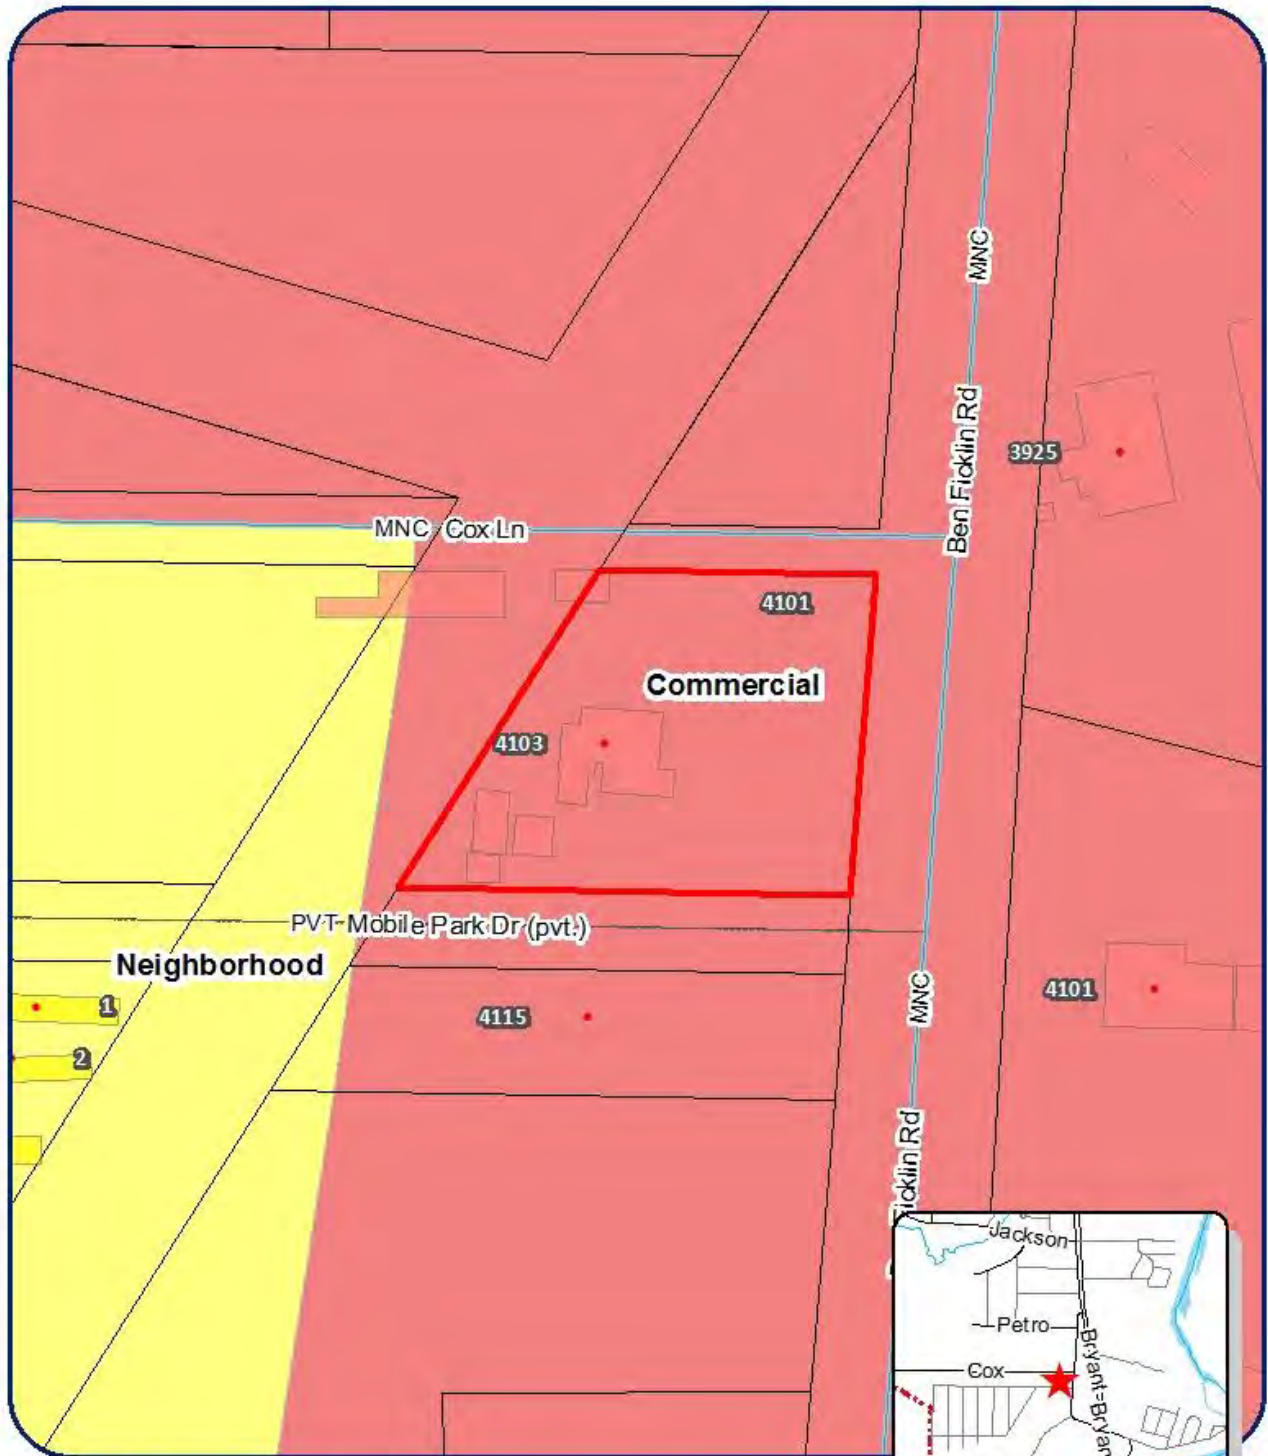 MNC
Ben Ficklin Rd
3925
MNC Cox Ln
4101
Commercial
4103
PVT Mobile Park Dr (pvt.)
Neighborhood
1
MNC
4101
4115
2
Ficklin Rd
Jackson
Petro
Bryant
Cox